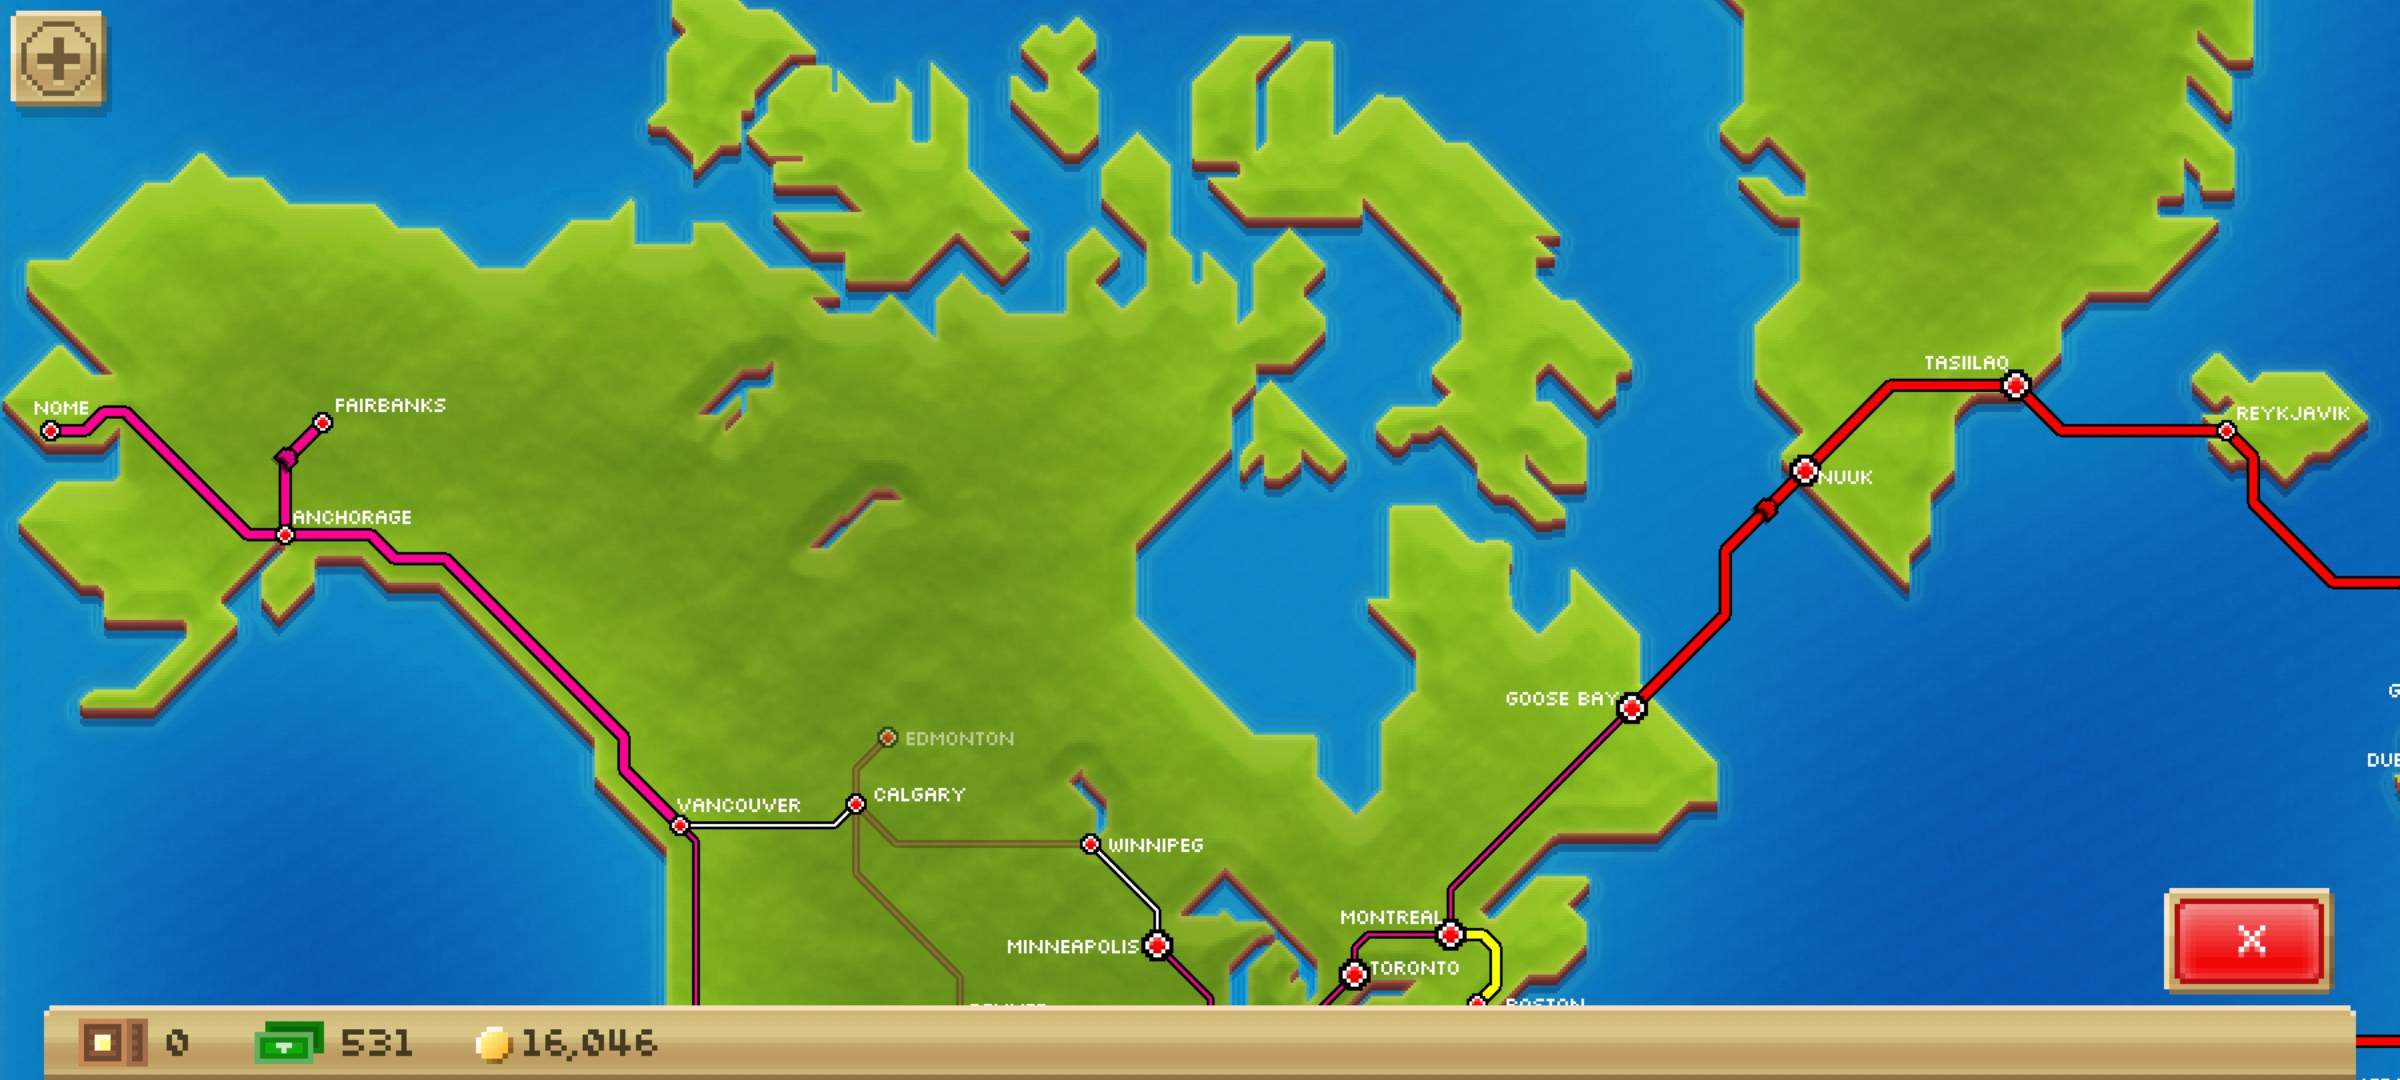 TASIILAQ
FAIRBANKS
NOME
REYKJAVIK
NUUK
ANCHORAGE
GOOSE BAY
EDMONTON
CALGARY
VANCOUVER
WINNIPEG
MONTREAL
MINNEAPOLIS
TORONTO
BOSTON
0
531
16,046